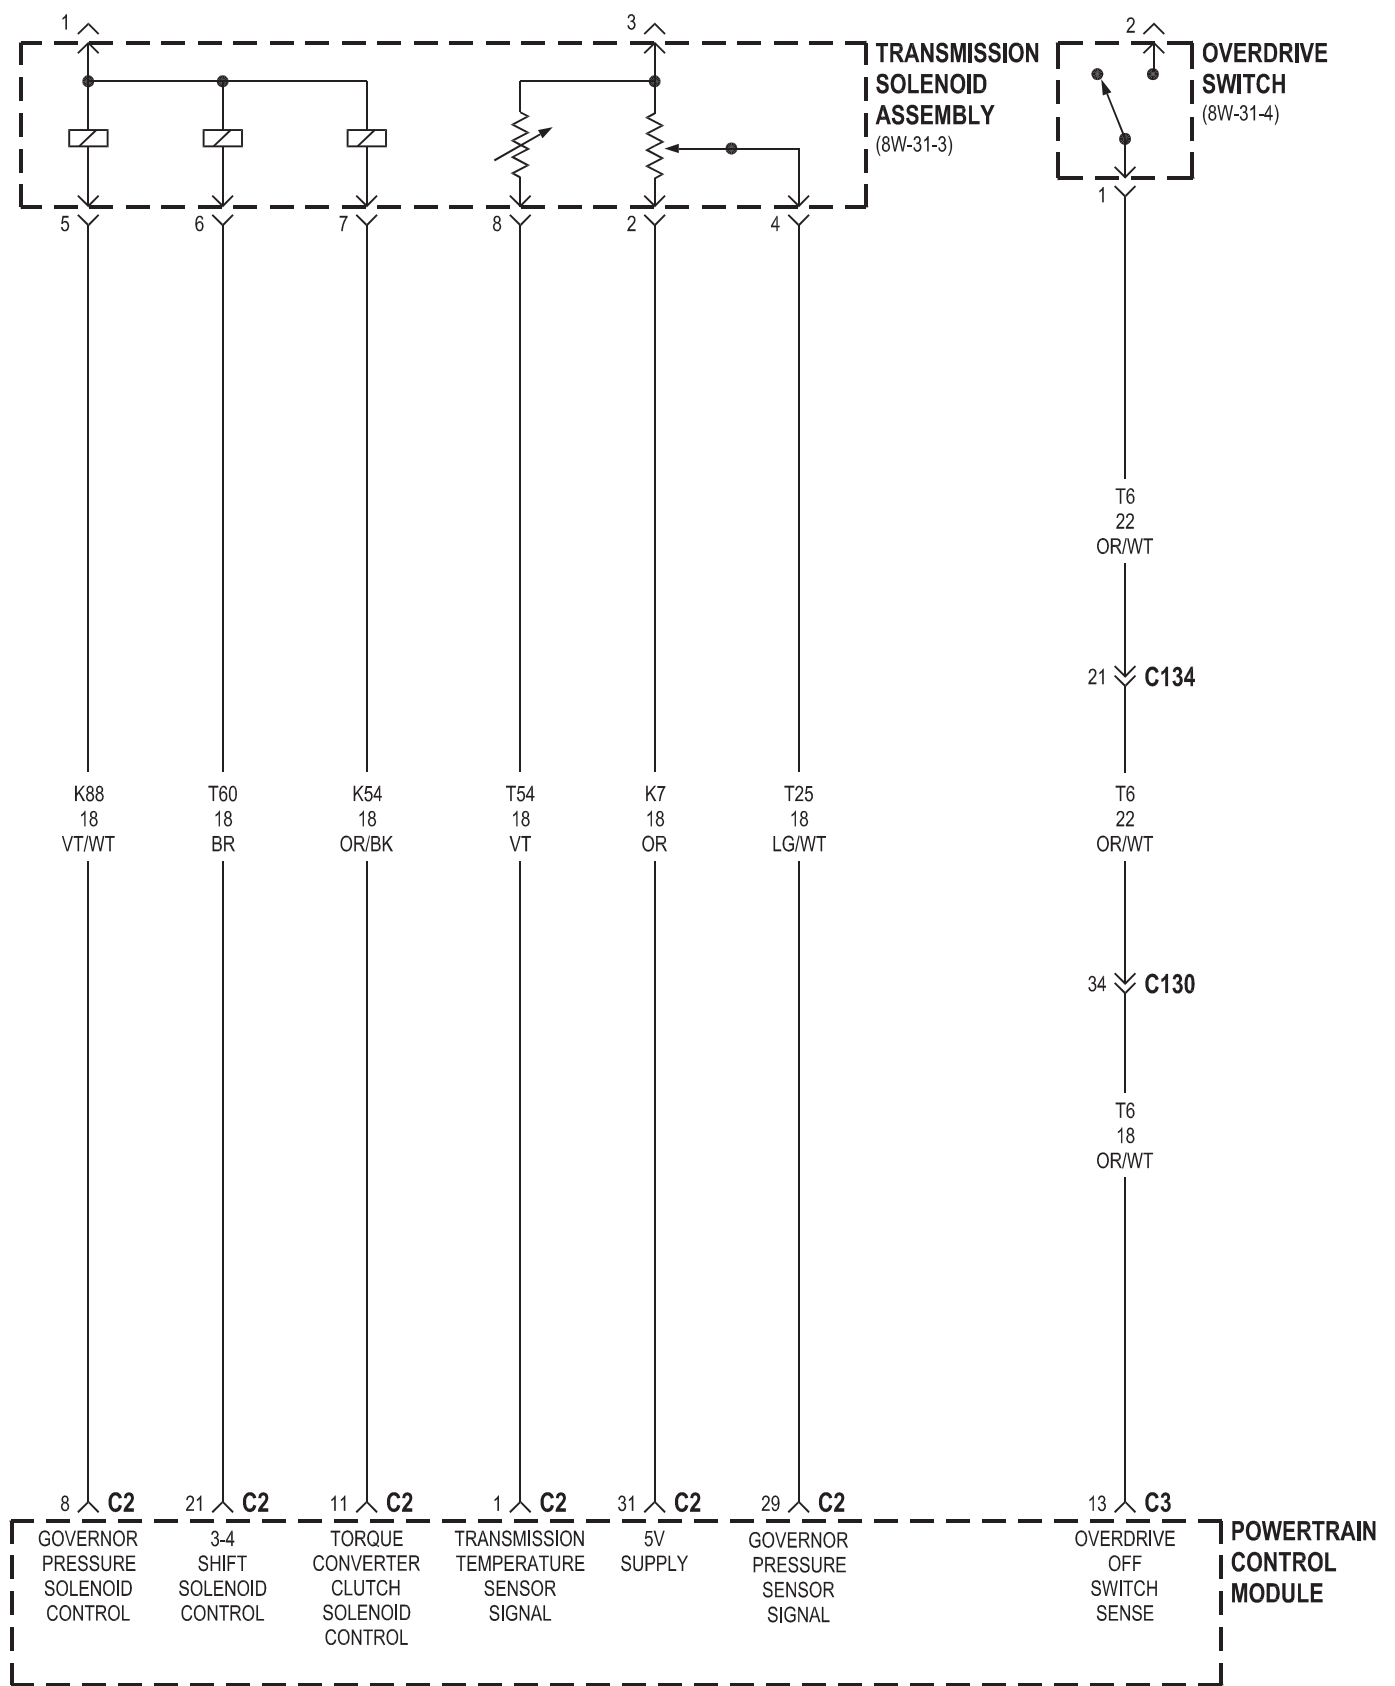 1
3
2
TRANSMISSION
SOLENOID
ASSEMBLY
(8W-31-3)
OVERDRIVE
SWITCH
(8W-31-4)
5
6
7
8
2
4
1
T6
22
OR/WT
21
C134
K88
18
VT/WT
T60
18
BR
K54
18
OR/BK
T54
18
VT
K7
18
OR
T25
18
LG/WT
T6
22
OR/WT
34
C130
T6
18
OR/WT
8 C2
21 C2
11 C2
1 C2
31 C2
29 C2
13 C3
GOVERNOR
PRESSURE
SOLENOID
CONTROL
3-4
SHIFT
SOLENOID
CONTROL
TORQUE
CONVERTER
CLUTCH
SOLENOID
CONTROL
TRANSMISSION
TEMPERATURE
SENSOR
SIGNAL
5V
SUPPLY
GOVERNOR
PRESSURE
SENSOR
SIGNAL
OVERDRIVE
OFF
SWITCH
SENSE
POWERTRAIN
CONTROL
MODULE